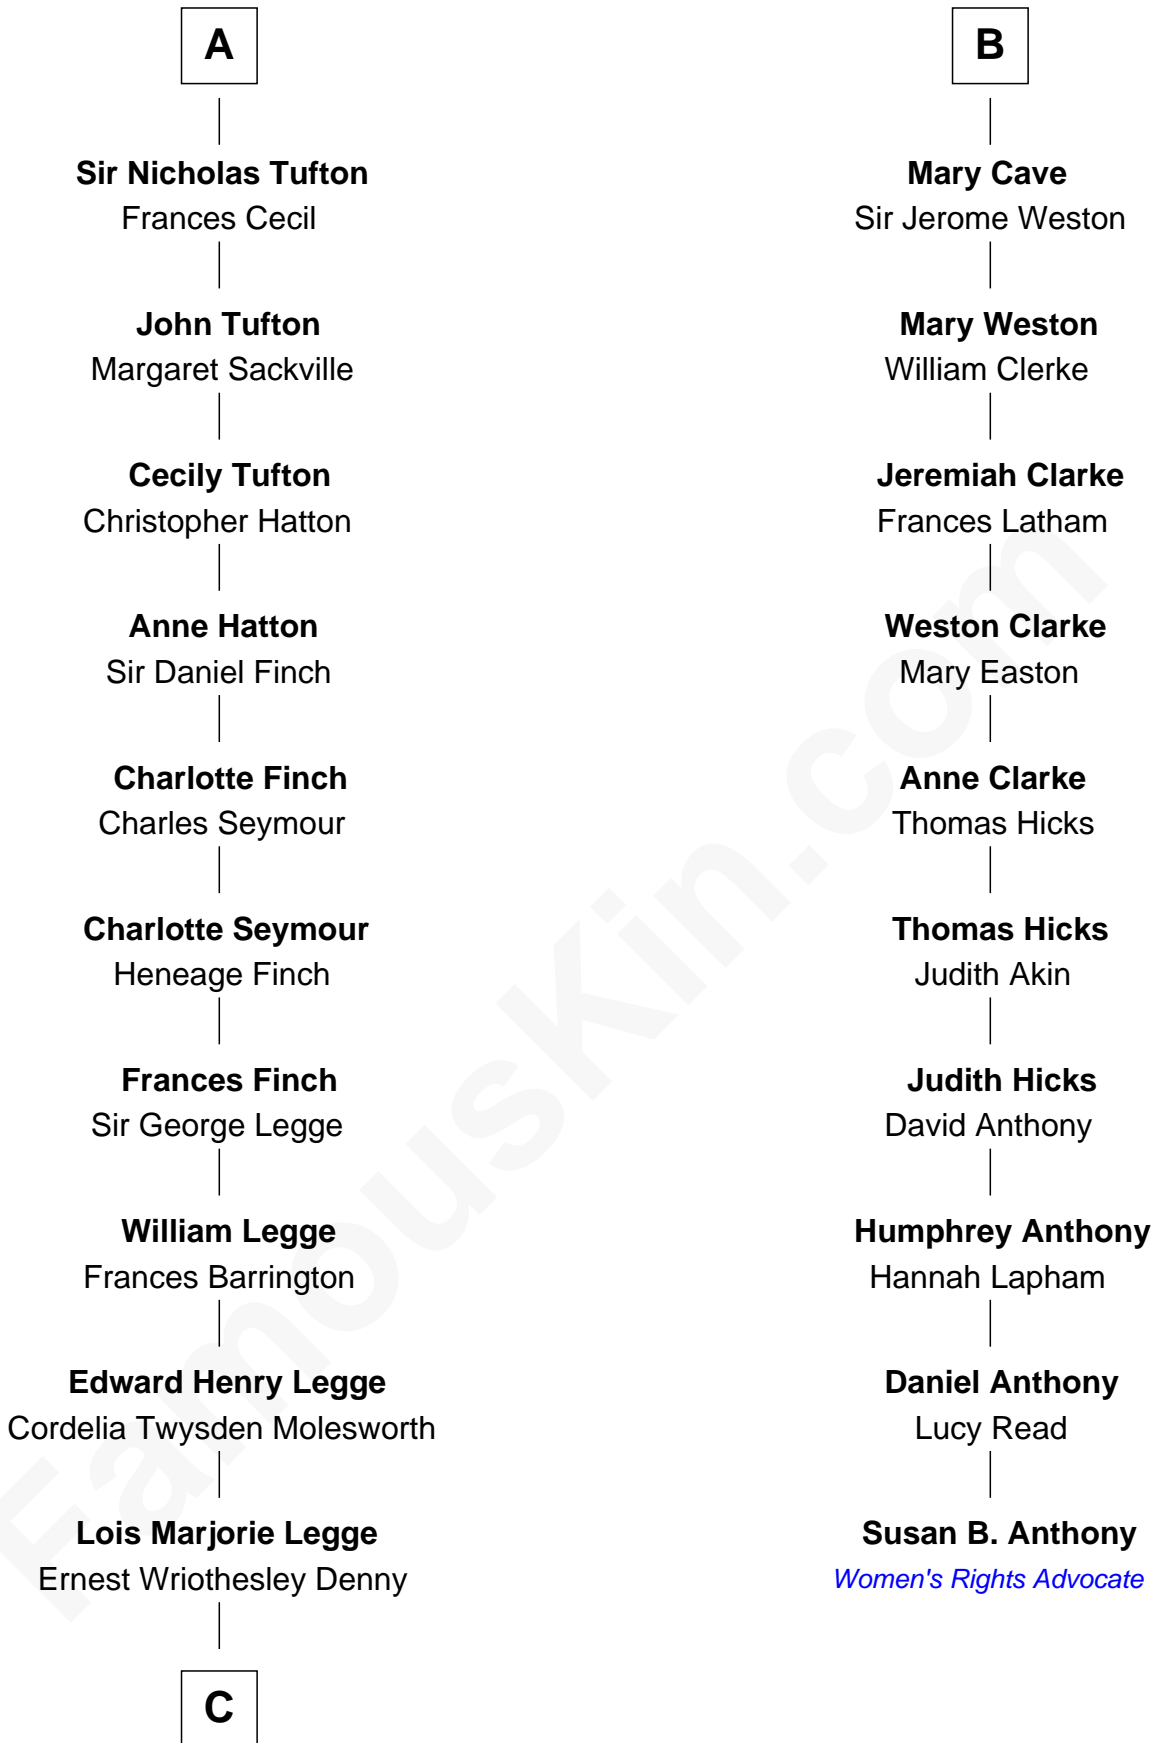 A
Sir Nicholas Tufton
Frances Cecil
John Tufton
Margaret Sackville
Cecily Tufton
Christopher Hatton
Anne Hatton
Sir Daniel Finch
Charlotte Finch
Charles Seymour
Charlotte Seymour
Heneage Finch
Frances Finch
Sir George Legge
William Legge
Frances Barrington
Edward Henry Legge
Cordelia Twysden Molesworth
Lois Marjorie Legge
Ernest Wriothesley Denny
C
B
Mary Cave
Sir Jerome Weston
Mary Weston
William Clerke
Jeremiah Clarke
Frances Latham
Weston Clarke
Mary Easton
Anne Clarke
Thomas Hicks
Thomas Hicks
Judith Akin
Judith Hicks
David Anthony
Humphrey Anthony
Hannah Lapham
Daniel Anthony
Lucy Read
Susan B. Anthony
Women's Rights Advocate
FamousKin.com